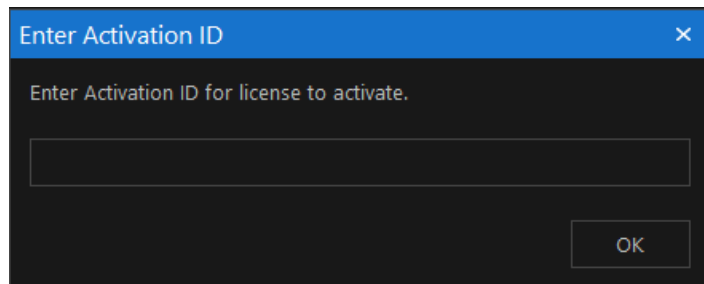 Enter Activation ID
Enter Activation ID for license to activate.
OK